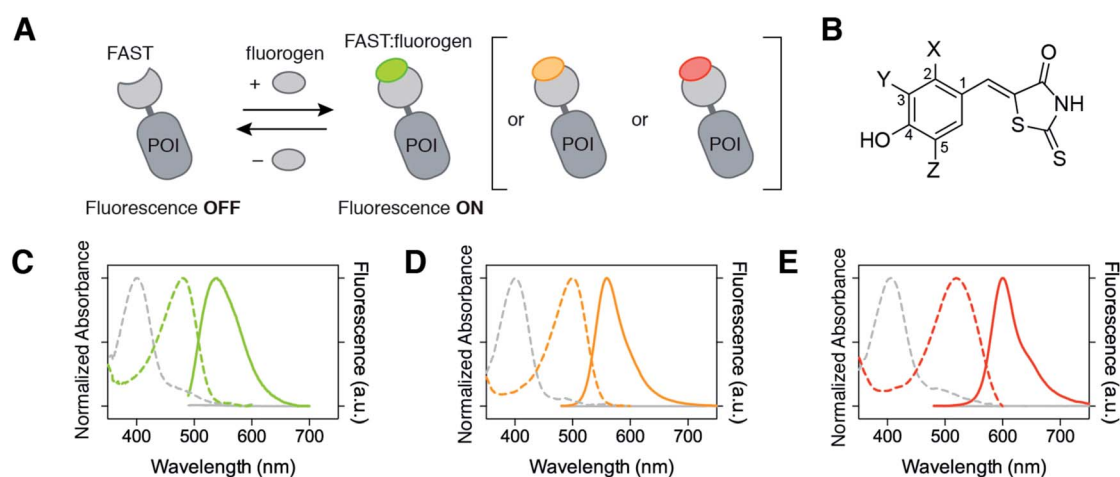 A
FAST
fluorogen
FAST:fluorogen
+
−
POI
POI
or
POI
or
POI
Fluorescence OFF
Fluorescence ON
B
X
Y
2
1
3
4
5
HO
Z
O
NH
S
S
C
Normalized Absorbance
Fluorescence (a.u.)
400 500 600 700
Wavelength (nm)
D
Normalized Absorbance
Fluorescence (a.u.)
400 500 600 700
Wavelength (nm)
E
Normalized Absorbance
Fluorescence (a.u.)
400 500 600 700
Wavelength (nm)